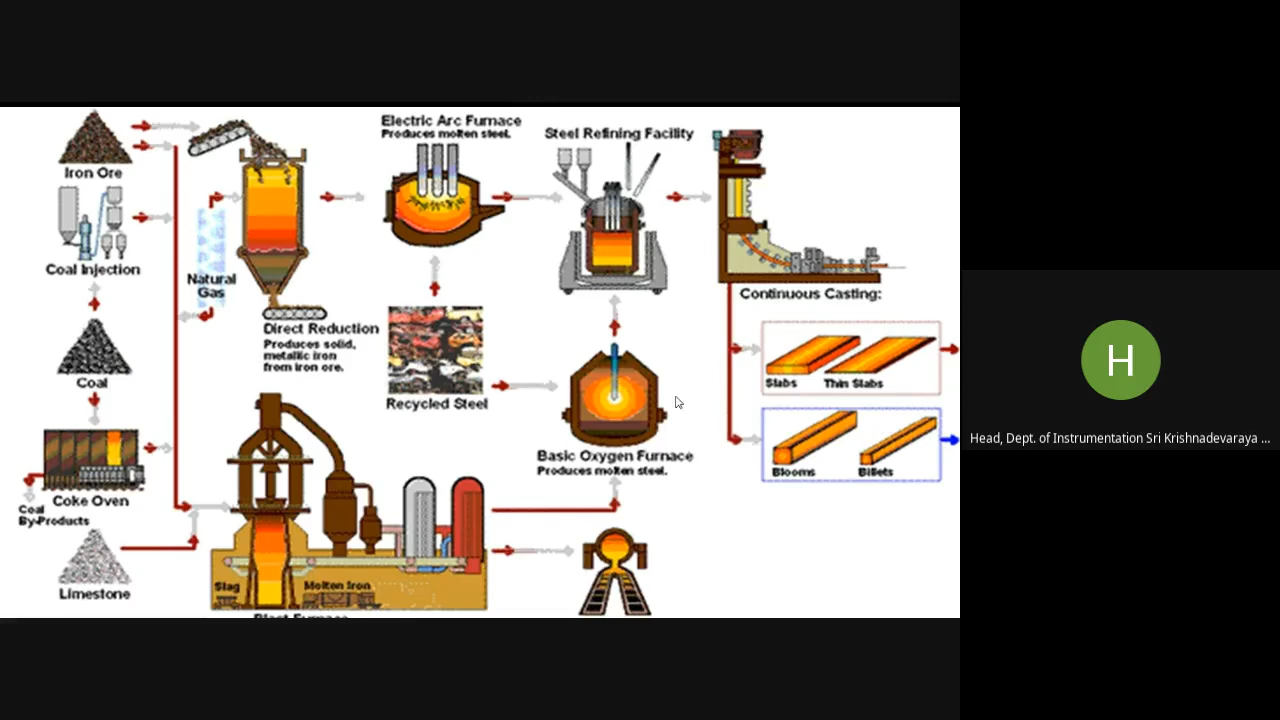 Iron Ore
Coal Injection
Coal
Coke Oven
Coal
By-Products
Limestone
Natural
Gas
Direct Reduction
Produces solid,
metallic iron
from iron ore.
Electric Arc Furnace
Produces molten steel.
Recycled Steel
Steel Refining Facility
Basic Oxygen Furnace
Produces molten steel.
Slag
Molten Iron
Blast Furnace
Continuous Casting:
Slabs
Thin Slabs
Blooms
Billets
H
Head, Dept. of Instrumentation Sri Krishnadevaraya ...